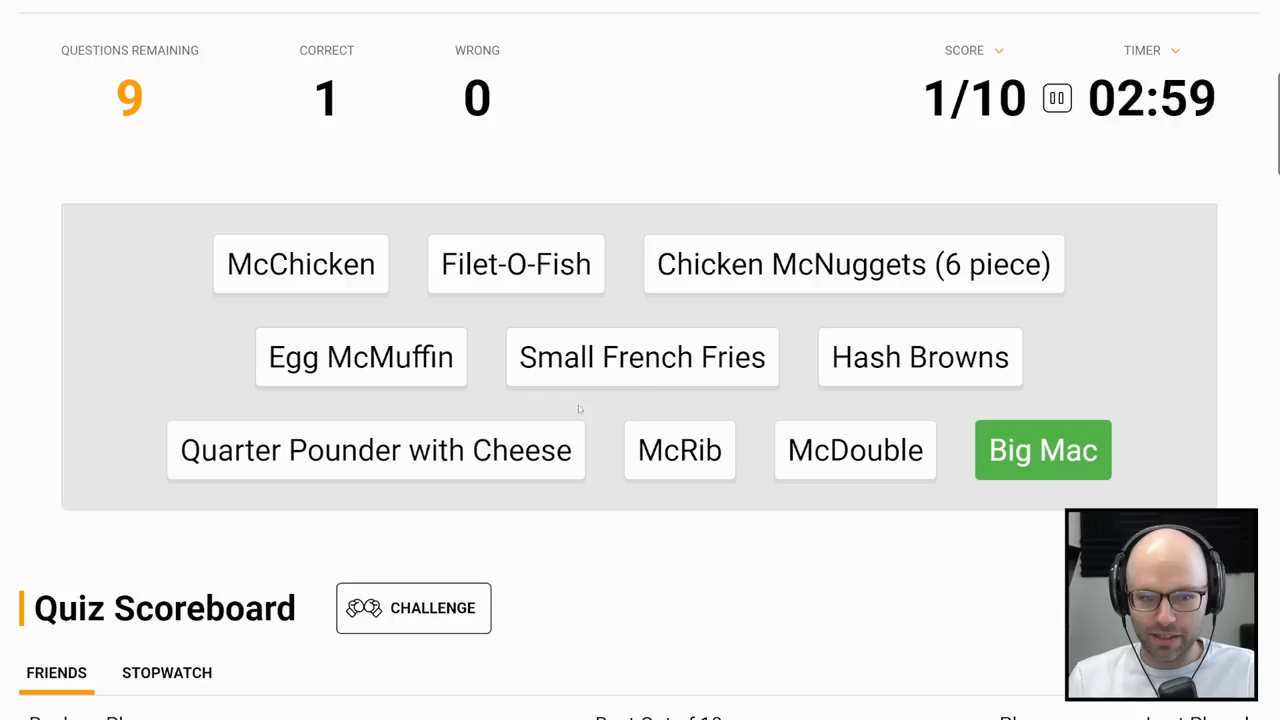 QUESTIONS REMAINING CORRECT WRONG SCORE TIMER
9 1 0 1/10 02:59
McChicken Filet-O-Fish Chicken McNuggets (6 piece)
Egg McMuffin Small French Fries Hash Browns
Quarter Pounder with Cheese McRib McDouble Big Mac
Quiz Scoreboard CHALLENGE
FRIENDS STOPWATCH